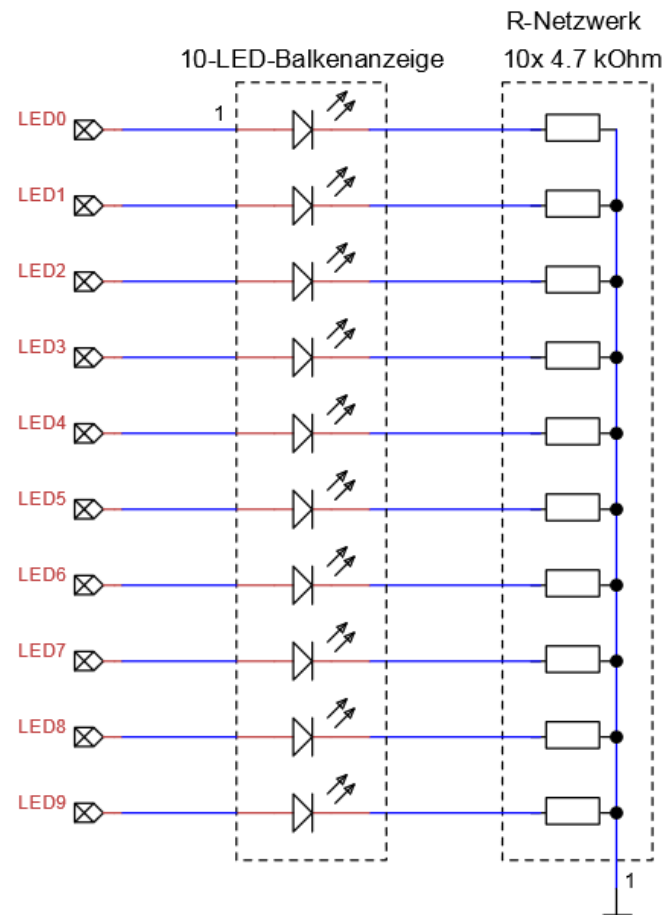 R-Netzwerk
10-LED-Balkenanzeige
10x 4.7 kOhm
LED0
1
LED1
LED2
LED3
LED4
LED5
LED6
LED7
LED8
LED9
1